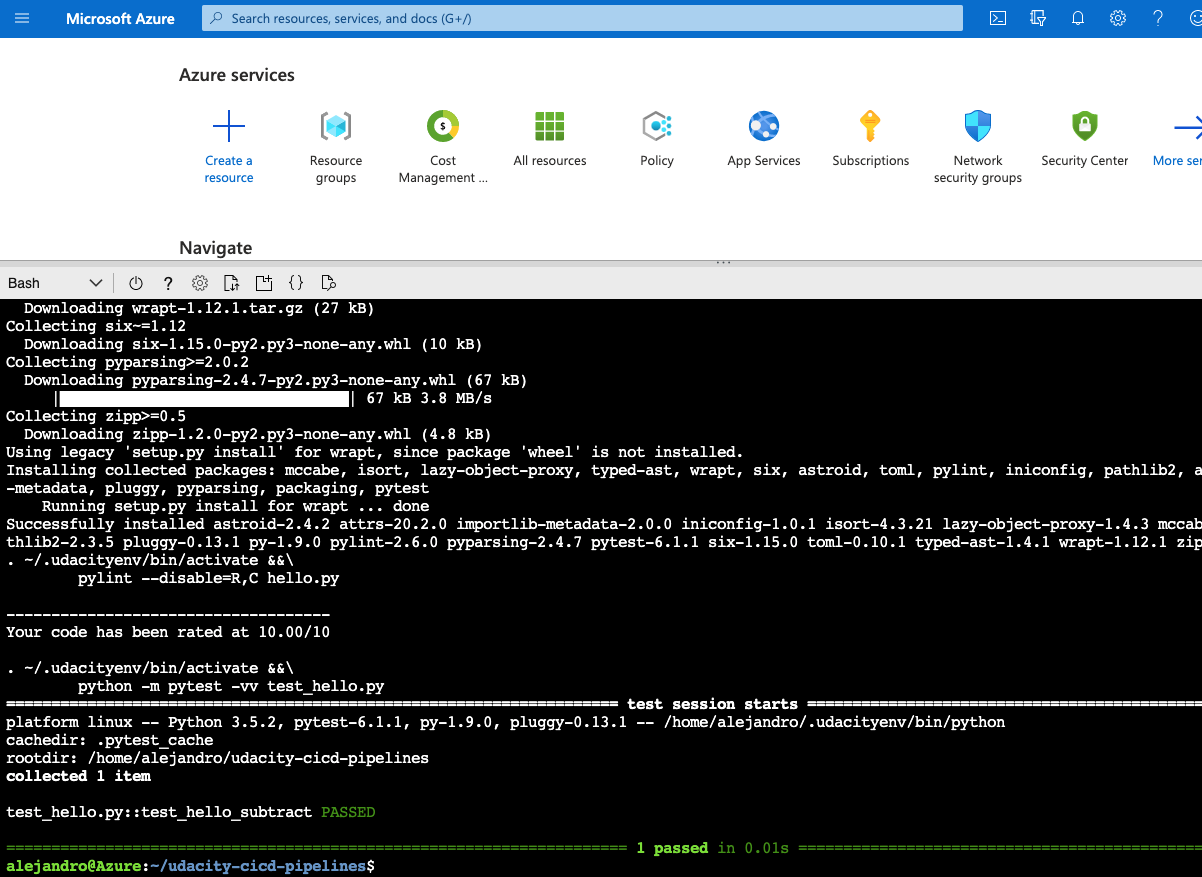 Microsoft Azure
Search resources, services, and docs (G+/)
Azure services
Create a resource
Resource groups
Cost Management ...
All resources
Policy
App Services
Subscriptions
Network security groups
Security Center
More ser
Navigate
Bash
Downloading wrapt-1.12.1.tar.gz (27 kB)
Collecting six~=1.12
Downloading six-1.15.0-py2.py3-none-any.whl (10 kB)
Collecting pyparsing>=2.0.2
Downloading pyparsing-2.4.7-py2.py3-none-any.whl (67 kB)
| | 67 kB 3.8 MB/s
Collecting zipp>=0.5
Downloading zipp-1.2.0-py2.py3-none-any.whl (4.8 kB)
Using legacy 'setup.py install' for wrapt, since package 'wheel' is not installed.
Installing collected packages: mccabe, isort, lazy-object-proxy, typed-ast, wrapt, six, astroid, toml, pylint, iniconfig, pathlib2, a
-metadata, pluggy, pyparsing, packaging, pytest
Running setup.py install for wrapt ... done
Successfully installed astroid-2.4.2 attrs-20.2.0 importlib-metadata-2.0.0 iniconfig-1.0.1 isort-4.3.21 lazy-object-proxy-1.4.3 mccab
thlib2-2.3.5 pluggy-0.13.1 py-1.9.0 pylint-2.6.0 pyparsing-2.4.7 pytest-6.1.1 six-1.15.0 toml-0.10.1 typed-ast-1.4.1 wrapt-1.12.1 zip
. ~/.udacityenv/bin/activate &&\
pylint --disable=R,C hello.py
------------------------------------
Your code has been rated at 10.00/10
. ~/.udacityenv/bin/activate &&\
python -m pytest -vv test_hello.py
==================================================================== test session starts ============================================
platform linux -- Python 3.5.2, pytest-6.1.1, py-1.9.0, pluggy-0.13.1 -- /home/alejandro/.udacityenv/bin/python
cachedir: .pytest_cache
rootdir: /home/alejandro/udacity-cicd-pipelines
collected 1 item
test_hello.py::test_hello_subtract PASSED
===================================================================== 1 passed in 0.01s =============================================
alejandro@Azure:~/udacity-cicd-pipelines$